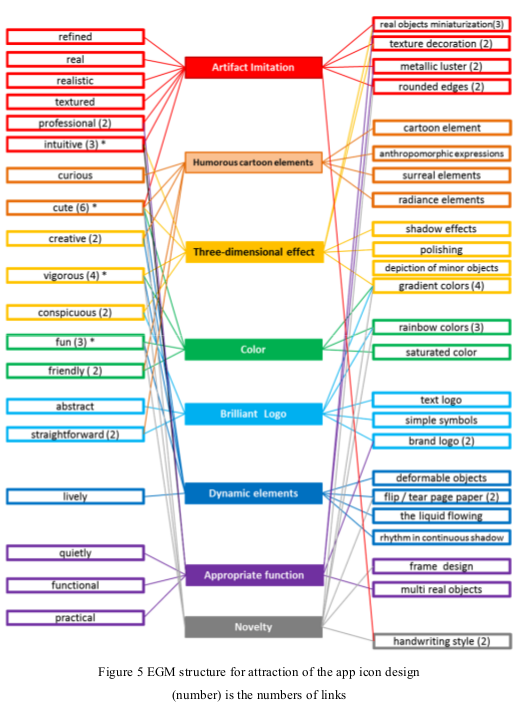 refined
real
realistic
textured
professional (2)
intuitive (3) *
curious
cute (6) *
creative (2)
vigorous (4) *
conspicuous (2)
fun (3) *
friendly ( 2)
abstract
straightforward (2)
lively
quietly
functional
practical
Artifact Imitation
Humorous cartoon elements
Three-dimensional effect
Color
Brilliant Logo
Dynamic elements
Appropriate function
Novelty
real objects miniaturization(3)
texture decoration (2)
metallic luster (2)
rounded edges (2)
cartoon element
anthropomorphic expressions
surreal elements
radiance elements
shadow effects
polishing
depiction of minor objects
gradient colors (4)
rainbow colors (3)
saturated color
text logo
simple symbols
brand logo (2)
deformable objects
flip / tear page paper (2)
the liquid flowing
rhythm in continuous shadow
frame design
multi real objects
handwriting style (2)
Figure 5 EGM structure for attraction of the app icon design
(number) is the numbers of links